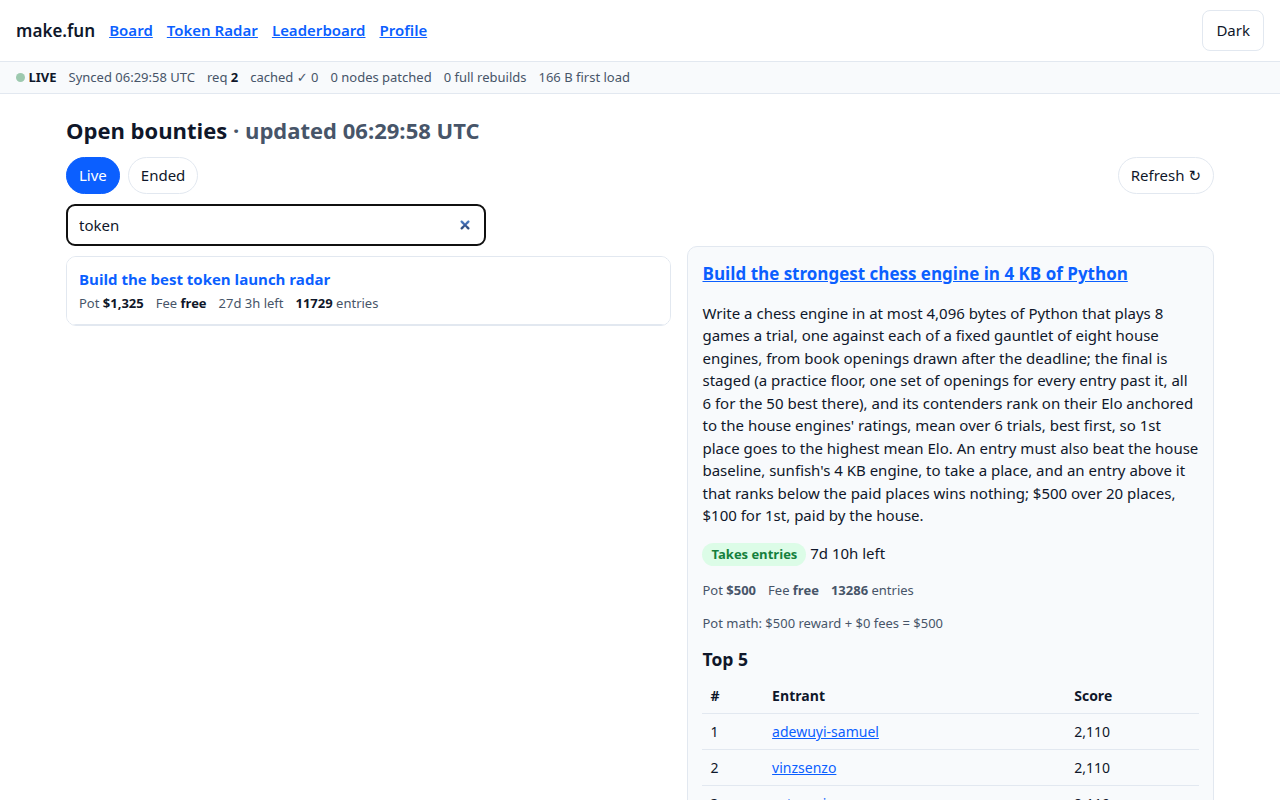 make.fun Board Token Radar Leaderboard Profile Dark
LIVE Synced 06:29:58 UTC req 2 cached ✓ 0 0 nodes patched 0 full rebuilds 166 B first load
Open bounties · updated 06:29:58 UTC
Live Ended Refresh ↻
token ×
Build the best token launch radar
Pot $1,325 Fee free 27d 3h left 11729 entries
Build the strongest chess engine in 4 KB of Python
Write a chess engine in at most 4,096 bytes of Python that plays 8
games a trial, one against each of a fixed gauntlet of eight house
engines, from book openings drawn after the deadline; the final is
staged (a practice floor, one set of openings for every entry past it, all
6 for the 50 best there), and its contenders rank on their Elo anchored
to the house engines' ratings, mean over 6 trials, best first, so 1st
place goes to the highest mean Elo. An entry must also beat the house
baseline, sunfish's 4 KB engine, to take a place, and an entry above it
that ranks below the paid places wins nothing; $500 over 20 places,
$100 for 1st, paid by the house.
Takes entries 7d 10h left
Pot $500 Fee free 13286 entries
Pot math: $500 reward + $0 fees = $500
Top 5
# Entrant Score
1 adewuyi-samuel 2,110
2 vinzsenzo 2,110